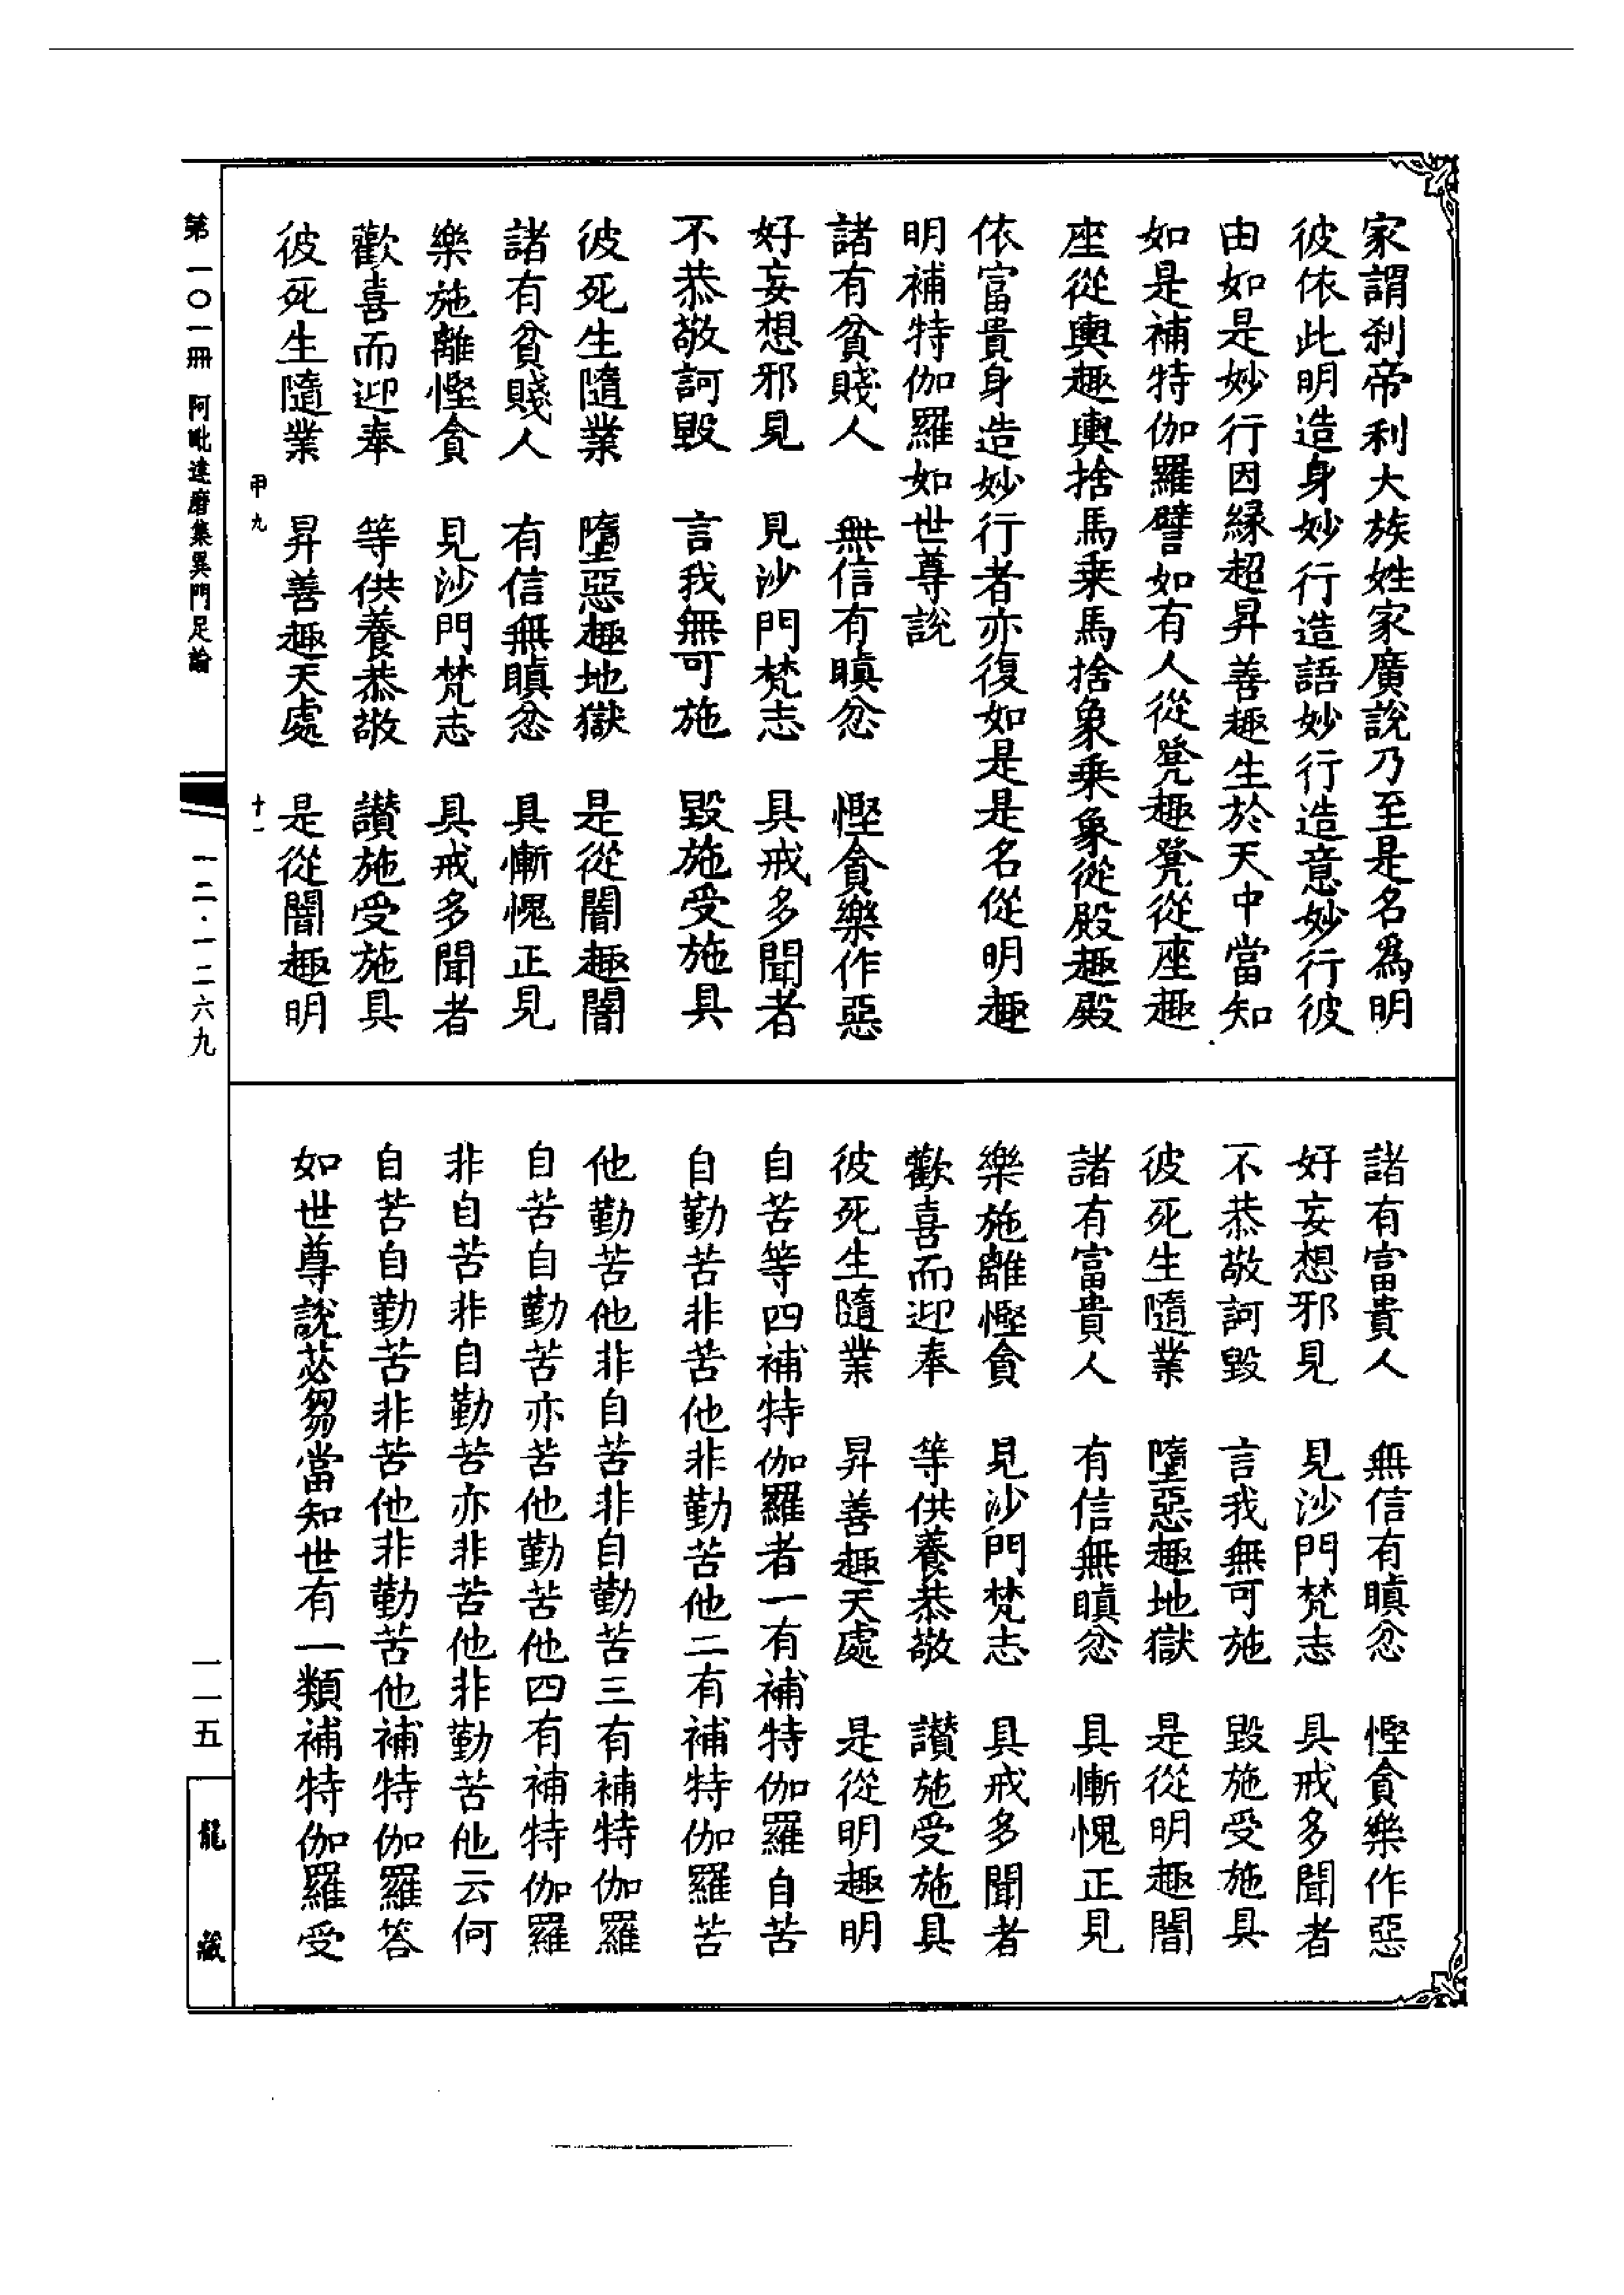 家謂刹帝利大族姓家廣說乃至是名爲明
彼依此明造身妙行造語妙行造意妙行彼
由如是妙行因緣超昇善趣生於天中當知
如是補特伽羅譬如有人從凳趣凳從座趣
座從輿趣輿捨馬乘馬捨象乘象從殿趣殿
依富貴身造妙行者亦復如是是名從明趣
明補特伽羅如世尊說
諸有貧賤人　無信有瞋忿　慳貪樂作惡
好妄想邪見　見沙門梵志　具戒多聞者
不恭敬訶毀　言我無可施　毀施受施具
彼死生隨業　墮惡趣地獄　是從闇趣闇
諸有貧賤人　有信無瞋忿　具慚愧正見
樂施離慳貪　見沙門梵志　具戒多聞者
歡喜而迎奉　等供養恭敬　讚施受施具
彼死生隨業　昇善趣天處　是從闇趣明
甲九　十一
諸有富貴人　無信有瞋忿　慳貪樂作惡
好妄想邪見　見沙門梵志　具戒多聞者
不恭敬訶毀　言我無可施　毀施受施具
彼死生隨業　墮惡趣地獄　是從明趣闇
諸有富貴人　有信無瞋忿　具慚愧正見
樂施離慳貪　見沙門梵志　具戒多聞者
歡喜而迎奉　等供養恭敬　讚施受施具
彼死生隨業　昇善趣天處　是從明趣明
自苦等四補特伽羅者一有補特伽羅自苦
自勤苦非苦他非勤苦他二有補特伽羅苦
他勤苦他非自苦非自勤苦三有補特伽羅
自苦自勤苦亦苦他勤苦他四有補特伽羅
非自苦非自勤苦亦非苦他非勤苦他云何
自苦自勤苦非苦他非勤苦他補特伽羅答
如世尊說苾芻當知世有一類補特伽羅受
第一〇一冊　阿毗達磨集異門足論
一二·一二六九
一一五
龍藏